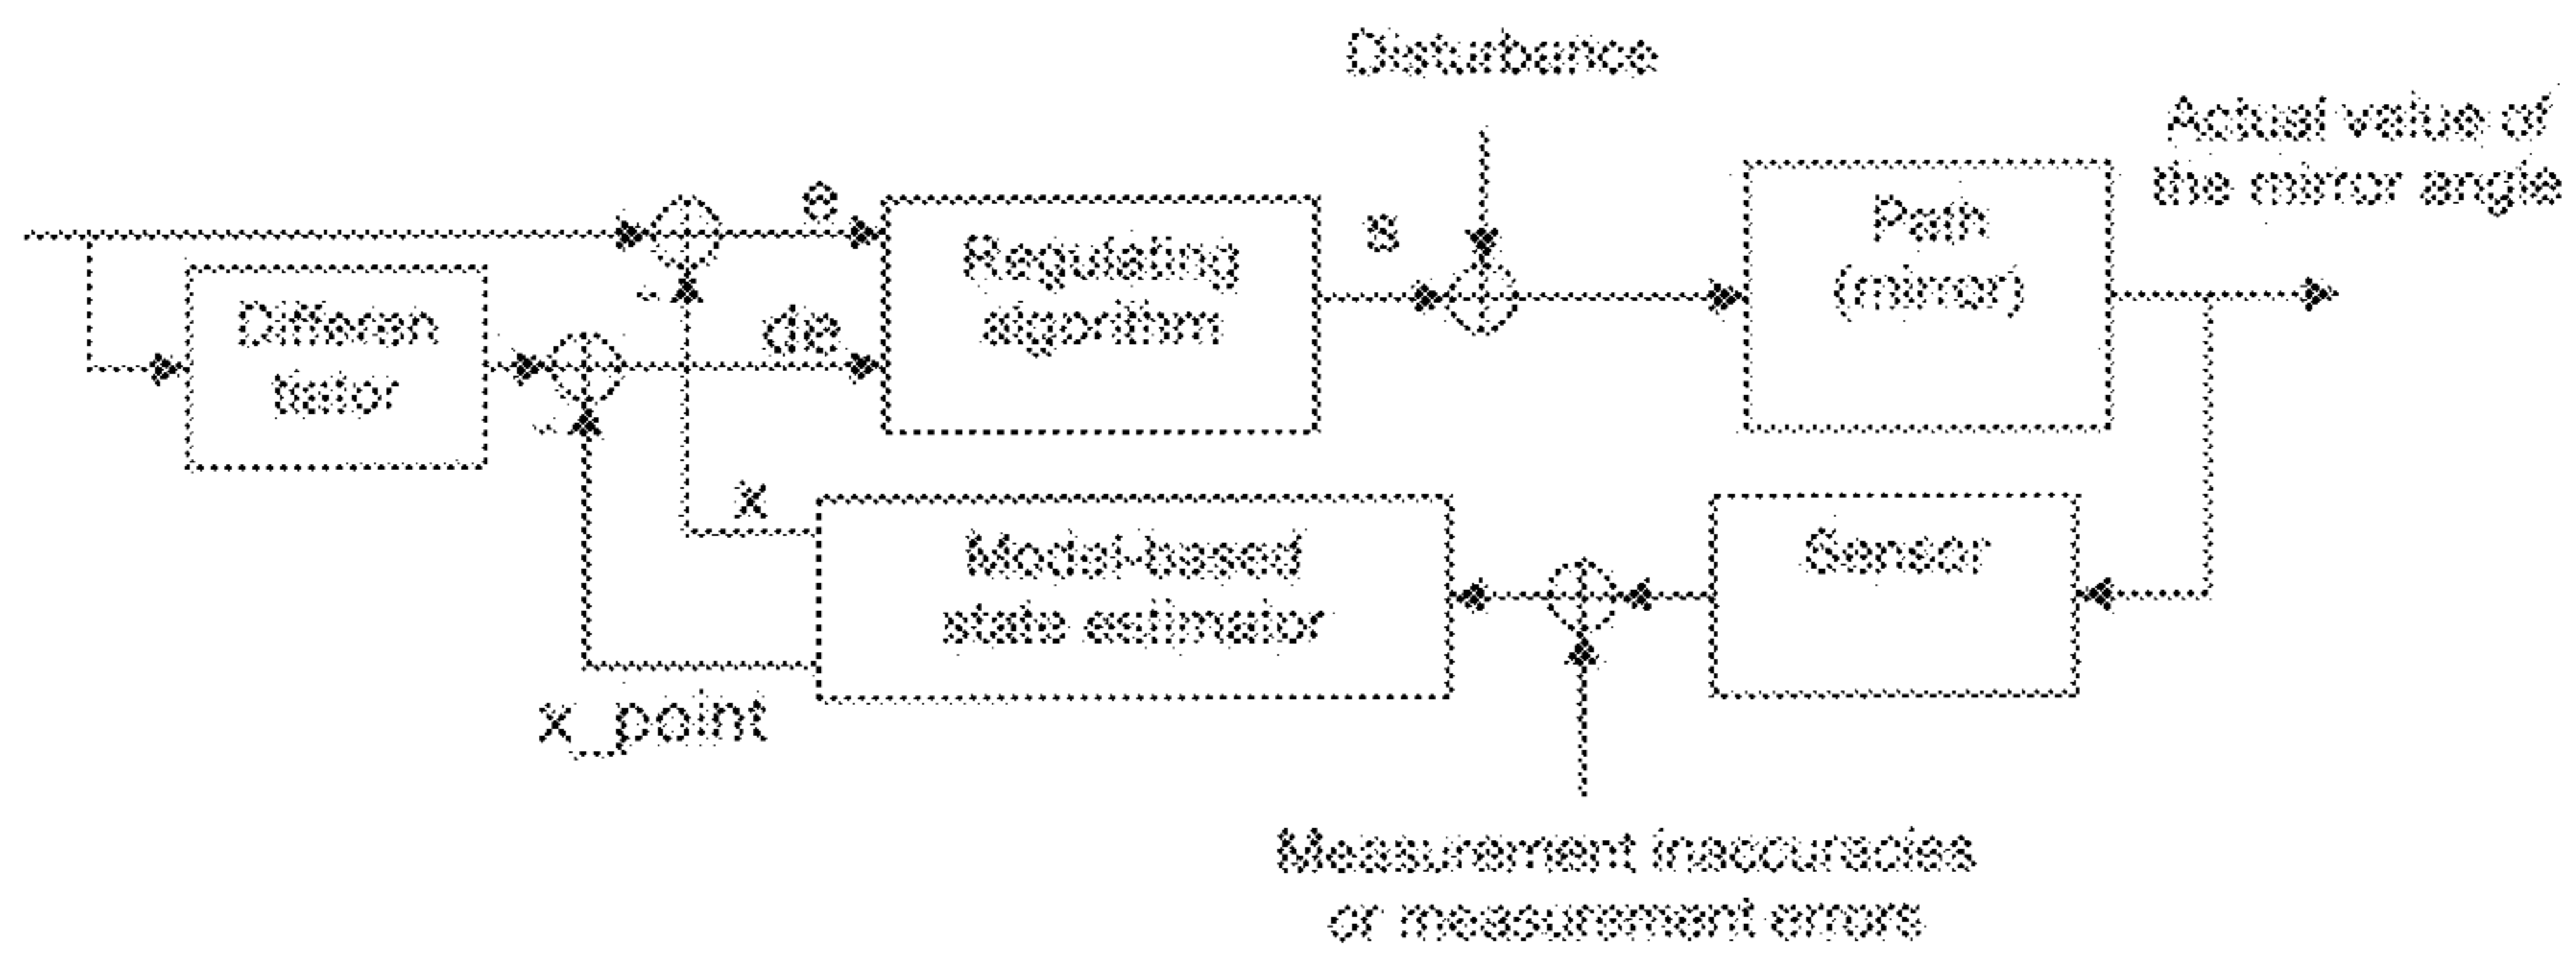 Disturbance
Actual value of
the mirror angle
e
s
Path
(mirror)
Regulating
algorithm
Differen
tiator
-
de
-
x
Model-based
state estimator
Sensor
x_point
Measurement inaccuracies
or measurement errors